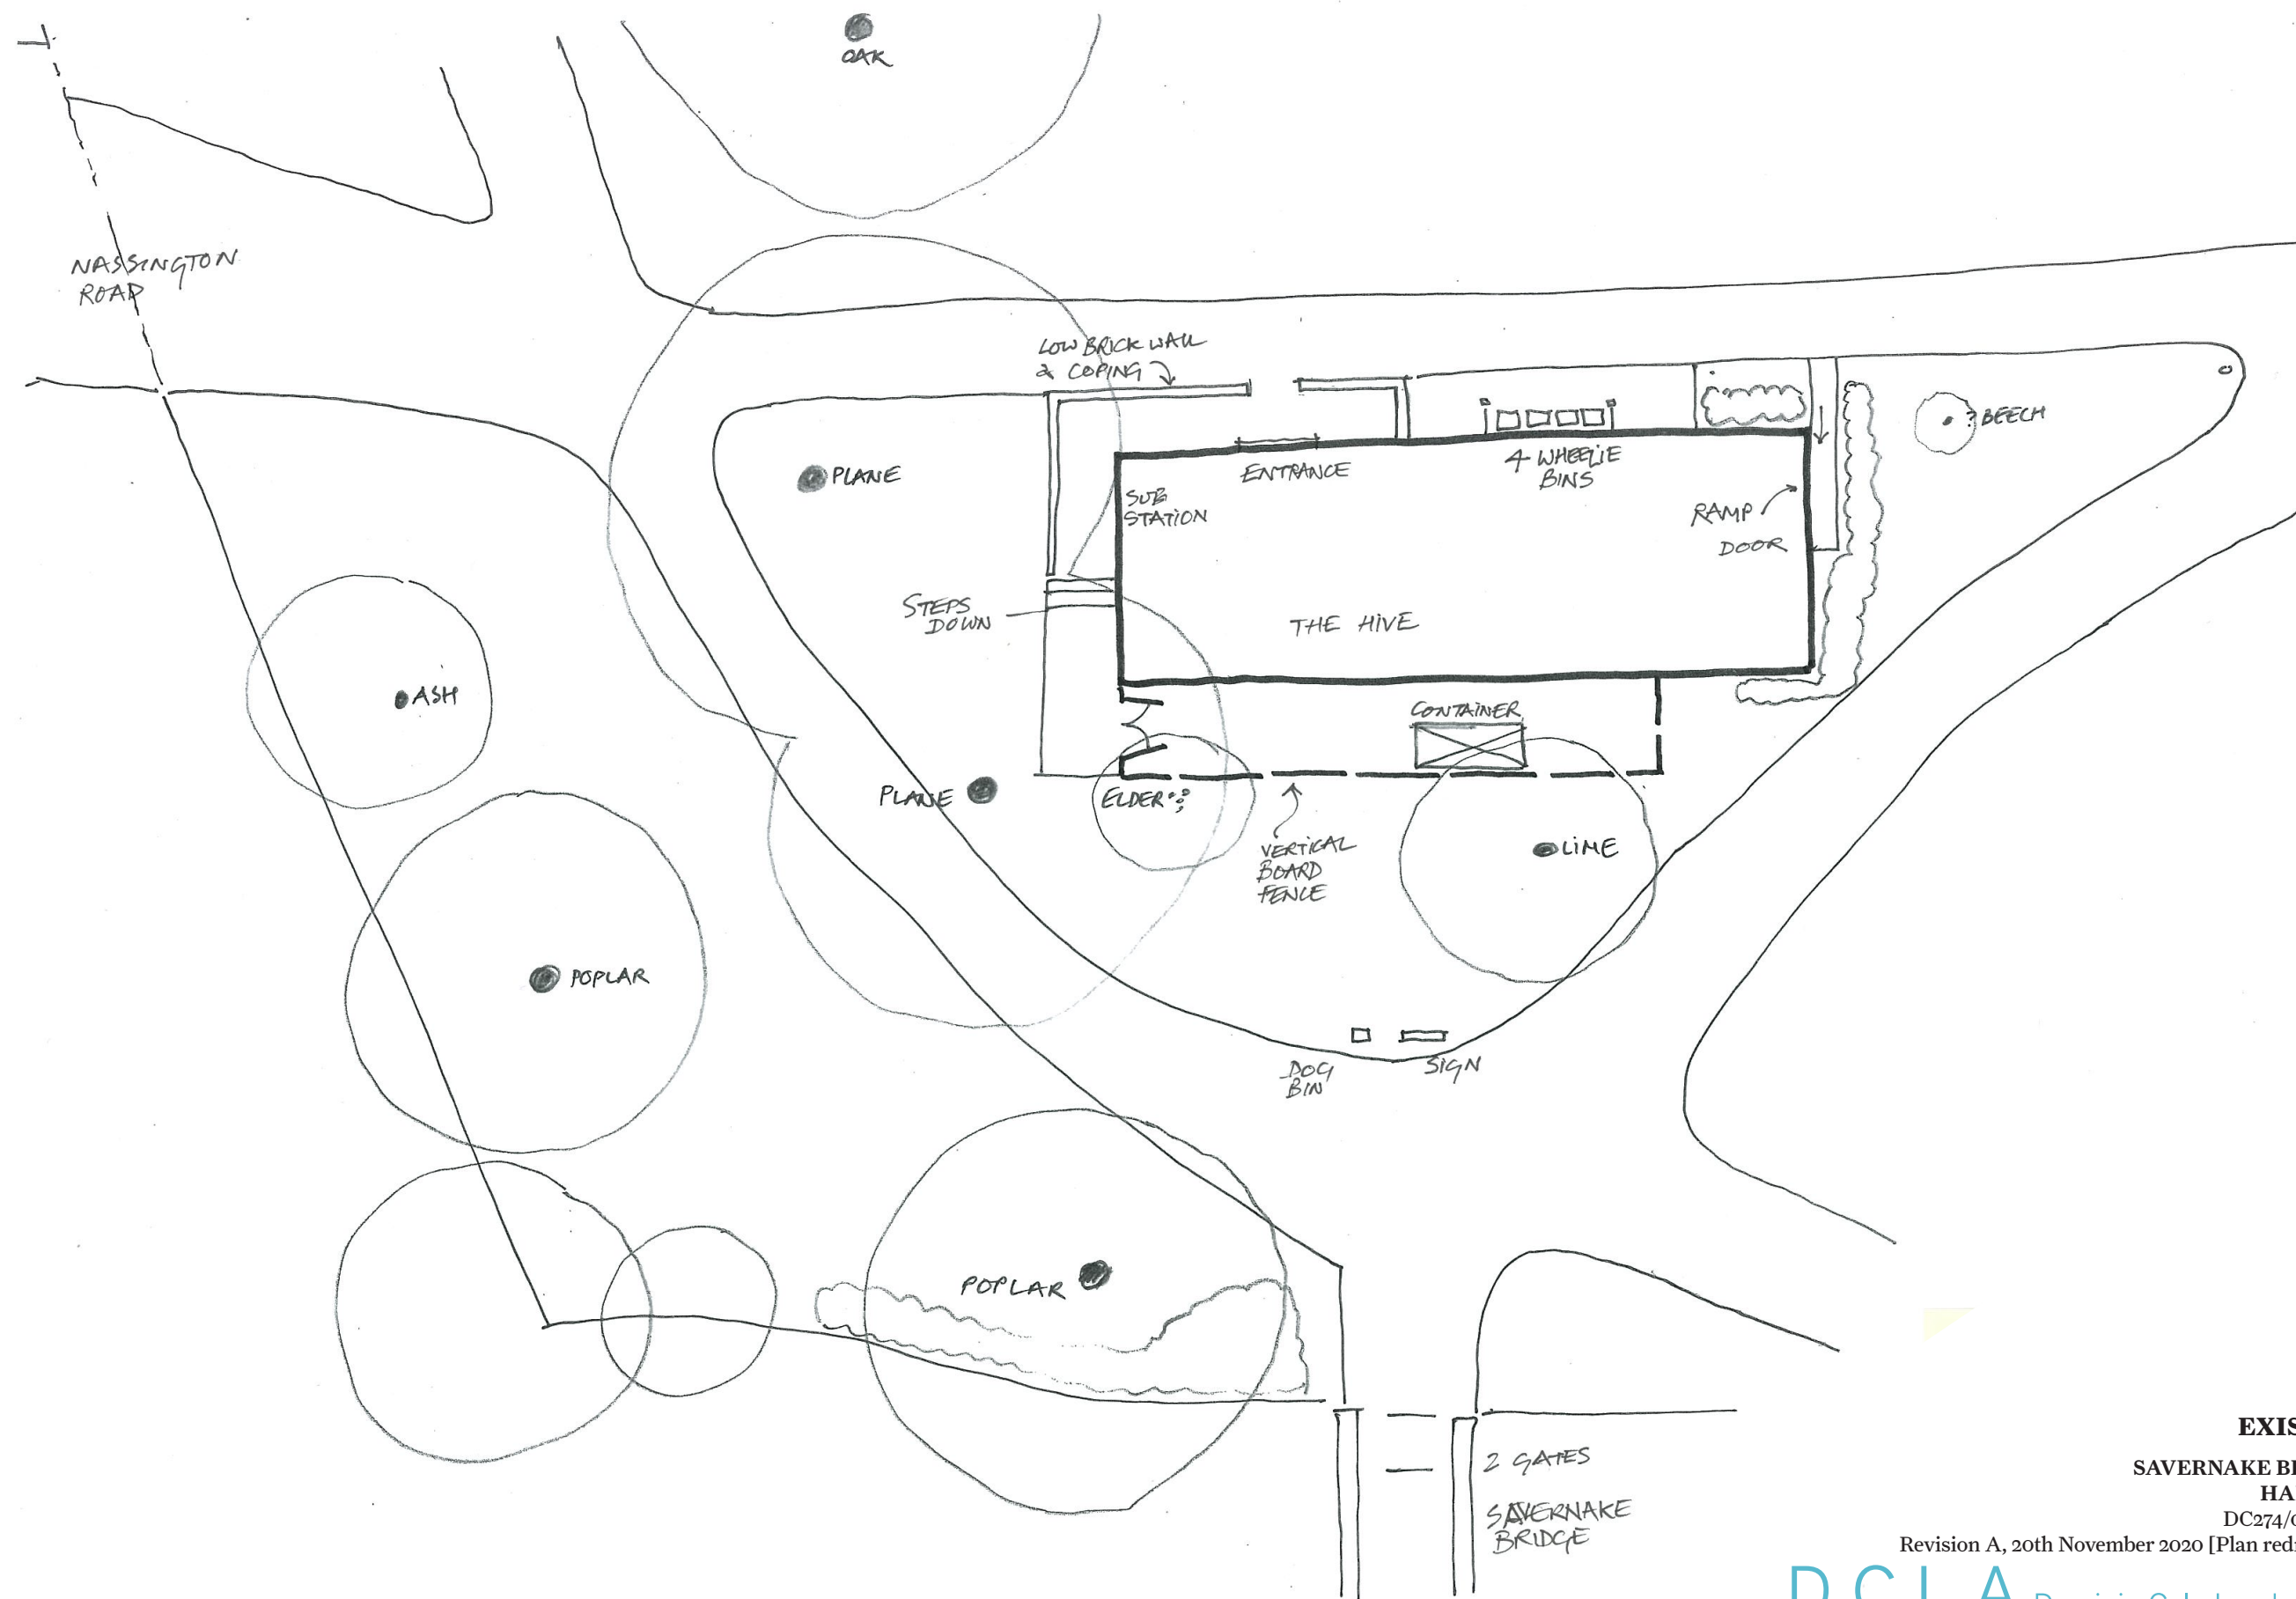 OAK
NASSINGTON
ROAD
LOW BRICK WALL
& COPING
? BEECH
PLANE
ENTRANCE
4 WHEELIE
BINS
SUB
STATION
RAMP
DOOR
STEPS
DOWN
THE HIVE
ASH
CONTAINER
PLANE
ELDER
VERTICAL
BOARD
FENCE
LIME
POPLAR
DOG
BIN
SIGN
POPLAR
2 GATES
SAVERNAKE
BRIDGE
EXIS
SAVERNAKE
HA
DC274/
Revision A, 20th November 2020 [Plan red
DCLA